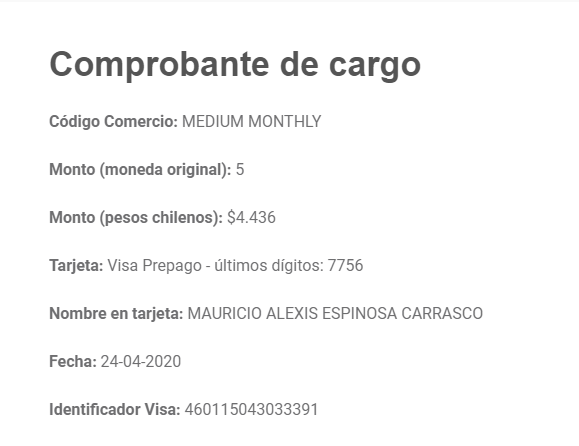 Comprobante de cargo
Código Comercio: MEDIUM MONTHLY
Monto (moneda original): 5
Monto (pesos chilenos): $4.436
Tarjeta: Visa Prepago - últimos dígitos: 7756
Nombre en tarjeta: MAURICIO ALEXIS ESPINOSA CARRASCO
Fecha: 24-04-2020
Identificador Visa: 460115043033391